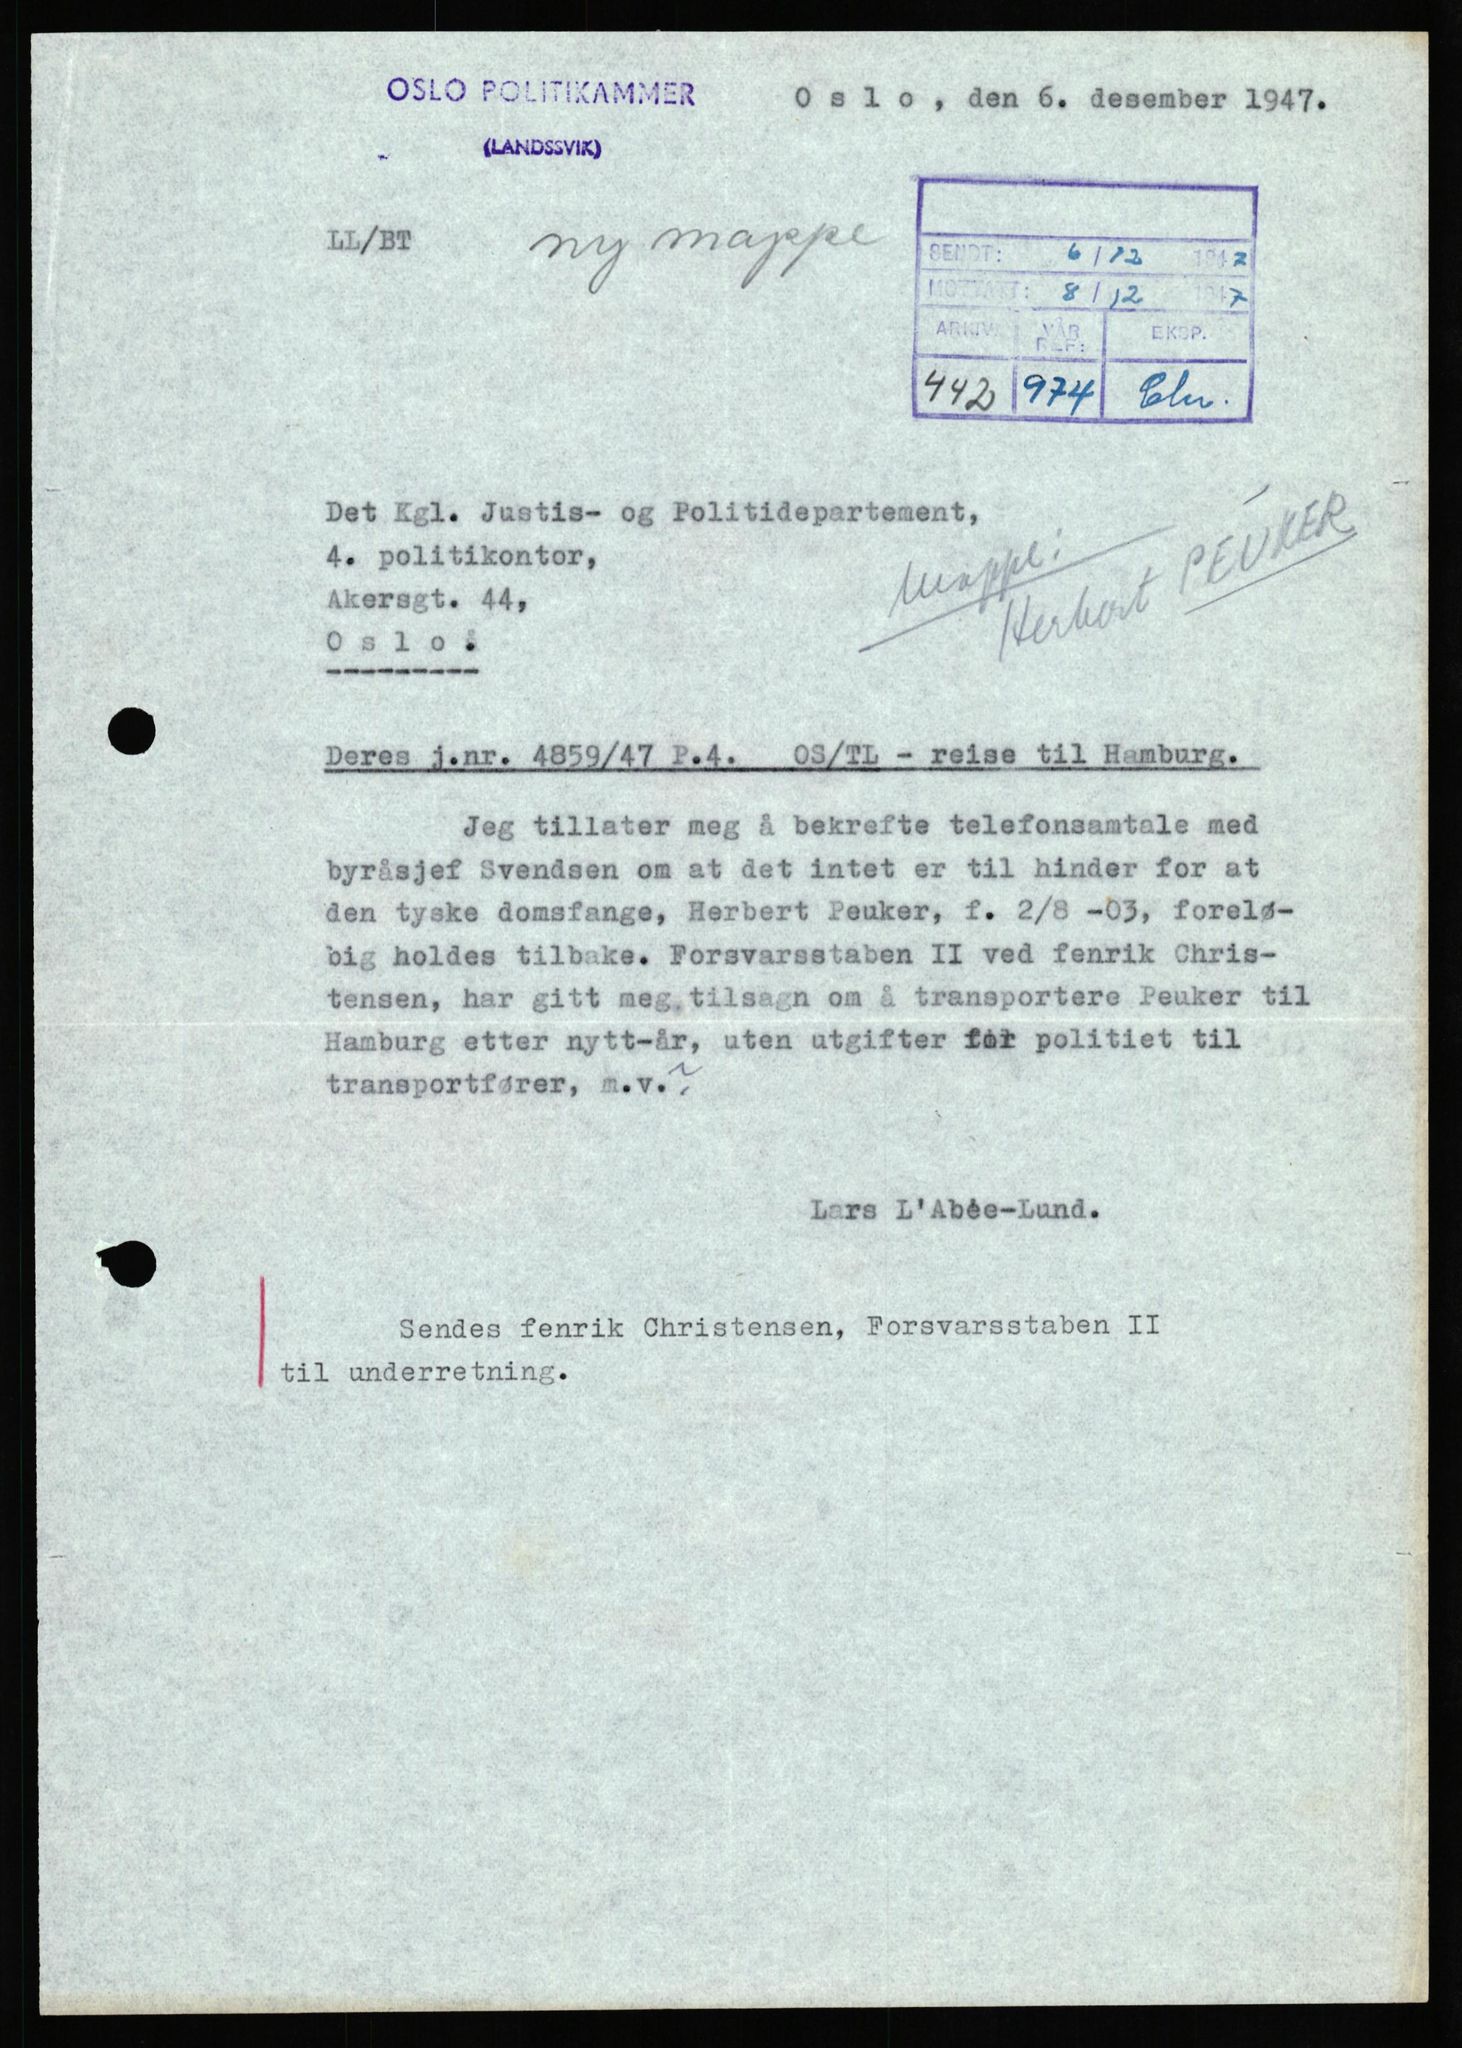 OSLO POLITIKAMMER
(LANDSSVIK)
O s l o , den 6. desember 1947.
LL/BT
ny mappe
SENDT: 6/12 1947
MOTTATT: 8/12 1947
ARKIV: VÅR REF: EKSP.
442 974 Chr.
Det Kgl. Justis- og Politidepartement,
4. politikontor,
Akersgt. 44,
O s l o .
Mappe:
Herbert PEUKER
Deres j.nr. 4859/47 P.4. OS/TL - reise til Hamburg.
Jeg tillater meg å bekrefte telefonsamtale med
byråsjef Svendsen om at det intet er til hinder for at
den tyske domsfange, Herbert Peuker, f. 2/8 -03, forelø-
big holdes tilbake. Forsvarsstaben II ved fenrik Chris-
tensen, har gitt meg tilsagn om å transportere Peuker til
Hamburg etter nytt-år, uten utgifter for politiet til
transportfører, m.v.
Lars L'Abée-Lund.
Sendes fenrik Christensen, Forsvarsstaben II
til underretning.